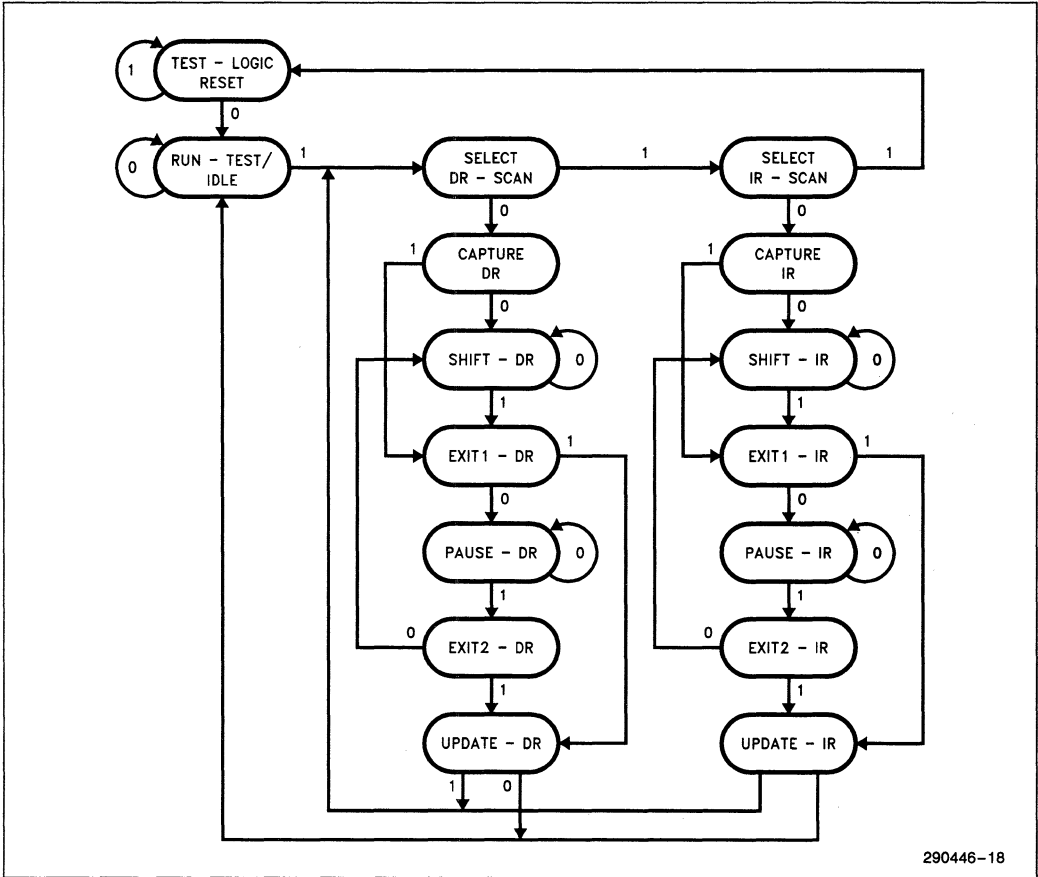 TEST - LOGIC
RESET
1
0
RUN - TEST/
IDLE
0
1
SELECT
DR - SCAN
1
SELECT
IR - SCAN
1
0
0
CAPTURE
DR
1
CAPTURE
IR
1
0
0
SHIFT - DR
0
SHIFT - IR
0
1
1
EXIT1 - DR
1
EXIT1 - IR
1
0
0
PAUSE - DR
0
PAUSE - IR
0
1
1
0
EXIT2 - DR
0
EXIT2 - IR
1
1
UPDATE - DR
UPDATE - IR
1
0
290446-18